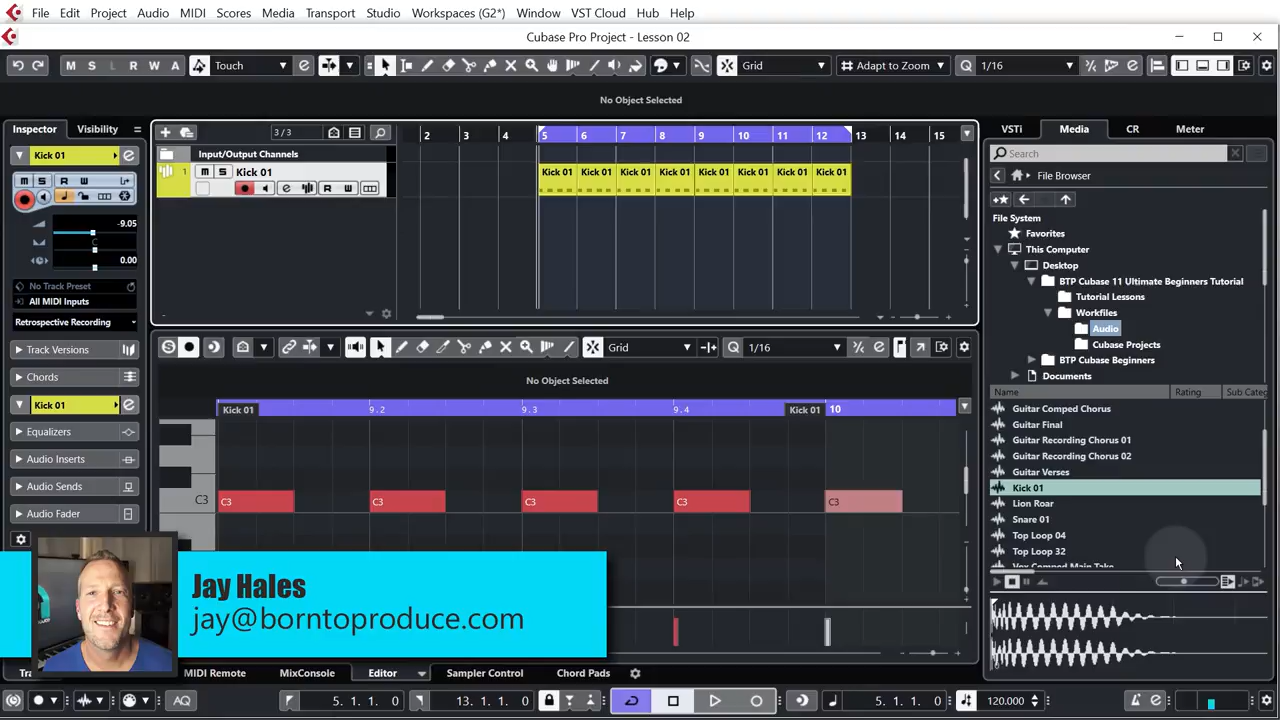 File Edit Project Audio MIDI Scores Media Transport Studio Workspaces (G2*) Window VST Cloud Hub Help
Cubase Pro Project - Lesson 02
M S L R W A Touch Grid Adapt to Zoom Q 1/16
No Object Selected
Inspector Visibility
3 / 3
2 3 4 5 6 7 8 9 10 11 12 13 14 15
VSTi Media CR Meter
Kick 01
Input/Output Channels
1 M S Kick 01
R W
Kick 01 Kick 01 Kick 01 Kick 01 Kick 01 Kick 01 Kick 01 Kick 01
M S R W L
-9.05
C
0.00
No Track Preset
All MIDI Inputs
Retrospective Recording
Track Versions
Chords
Kick 01
Equalizers
Audio Inserts
Audio Sends
Audio Fader
Search
File Browser
File System
Favorites
This Computer
Desktop
BTP Cubase 11 Ultimate Beginners Tutorial
Tutorial Lessons
Workfiles
Audio
Cubase Projects
BTP Cubase Beginners
Documents
Name Rating Sub Categ
Guitar Comped Chorus
Guitar Final
Guitar Recording Chorus 01
Guitar Recording Chorus 02
Guitar Verses
Kick 01
Lion Roar
Snare 01
Top Loop 04
Top Loop 32
Vox Comped Main Take
S Grid Q 1/16
No Object Selected
Kick 01 9.2 9.3 9.4 Kick 01 10
C3 C3 C3 C3 C3 C3
Jay Hales
jay@borntoproduce.com
MIDI Remote MixConsole Editor Sampler Control Chord Pads
AQ 5. 1. 1. 0 13. 1. 1. 0 5. 1. 1. 0 120.000